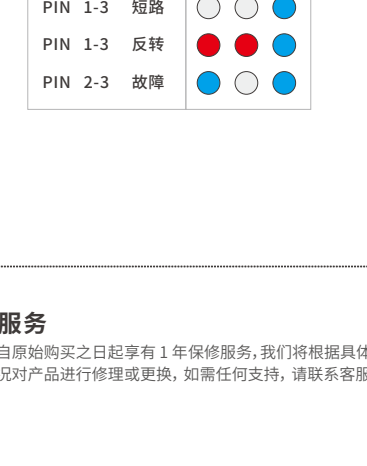 PIN 1-3 短路
PIN 1-3 反转
PIN 2-3 故障
服务
自原始购买之日起享有 1 年保修服务,我们将根据具体
况对产品进行修理或更换, 如需任何支持, 请联系客服